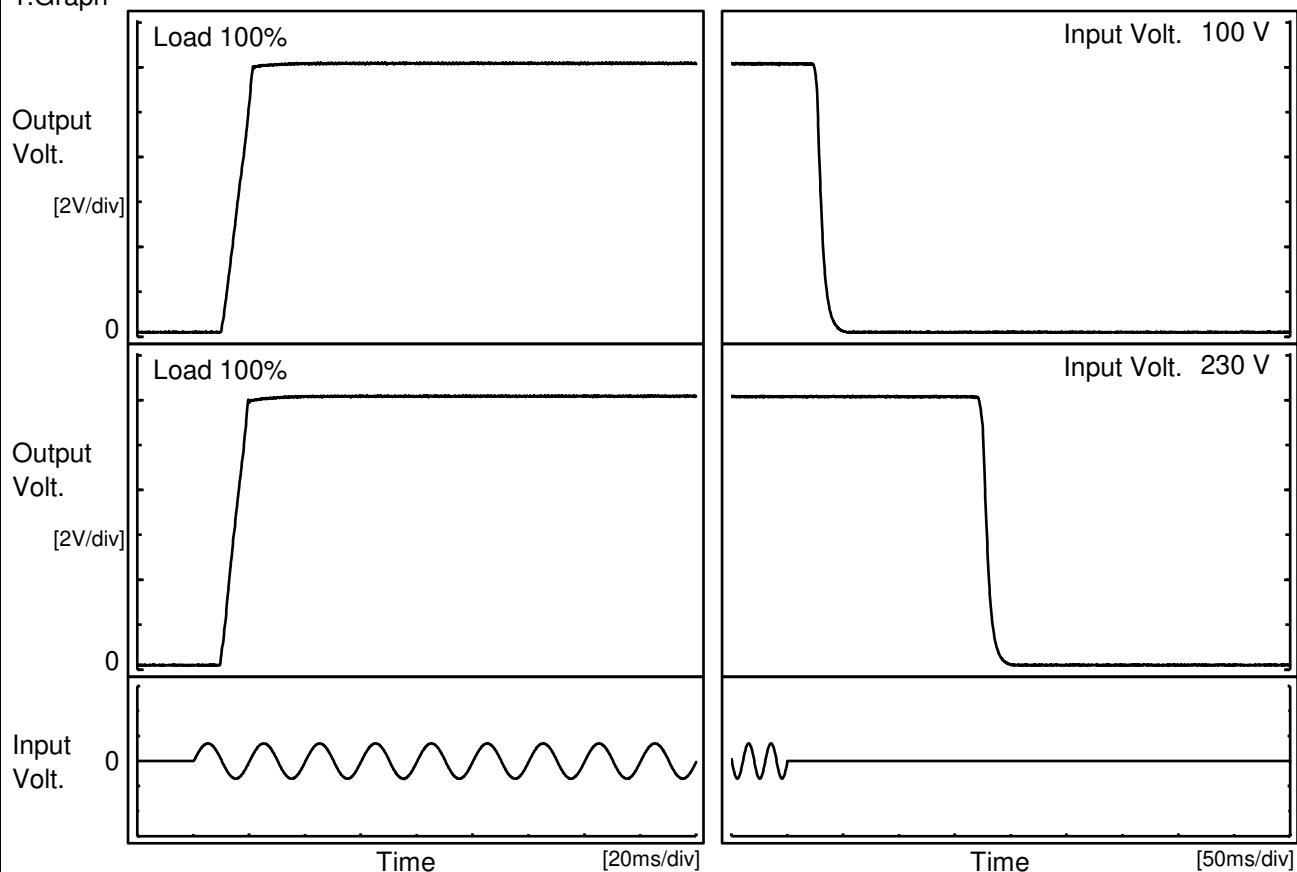 1.Graph
Load 100%
Input Volt. 100 V
Output
Volt.
[2V/div]
0
Load 100%
Input Volt. 230 V
Output
Volt.
[2V/div]
0
Input
Volt.
0
Time
[20ms/div]
Time
[50ms/div]